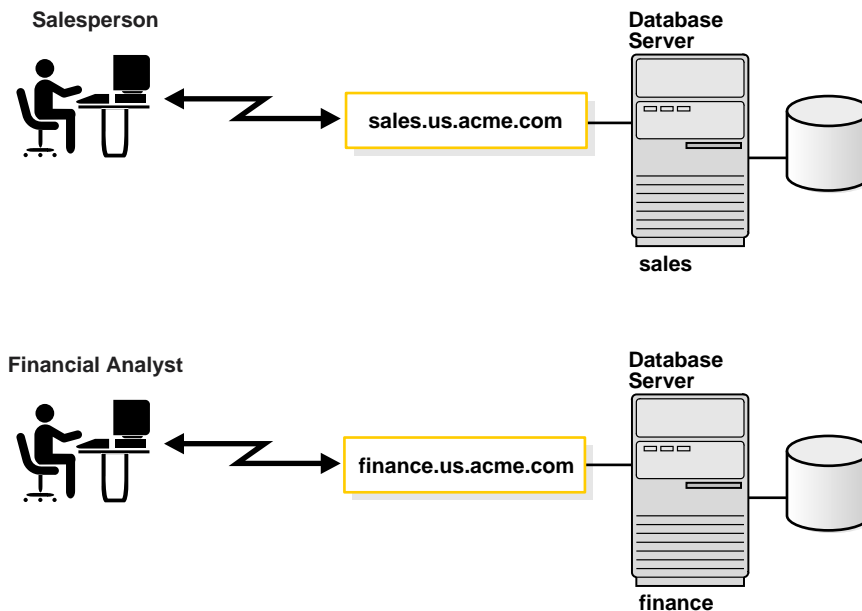 Salesperson
Database
Server
sales.us.acme.com
sales
Financial Analyst
Database
Server
finance.us.acme.com
finance